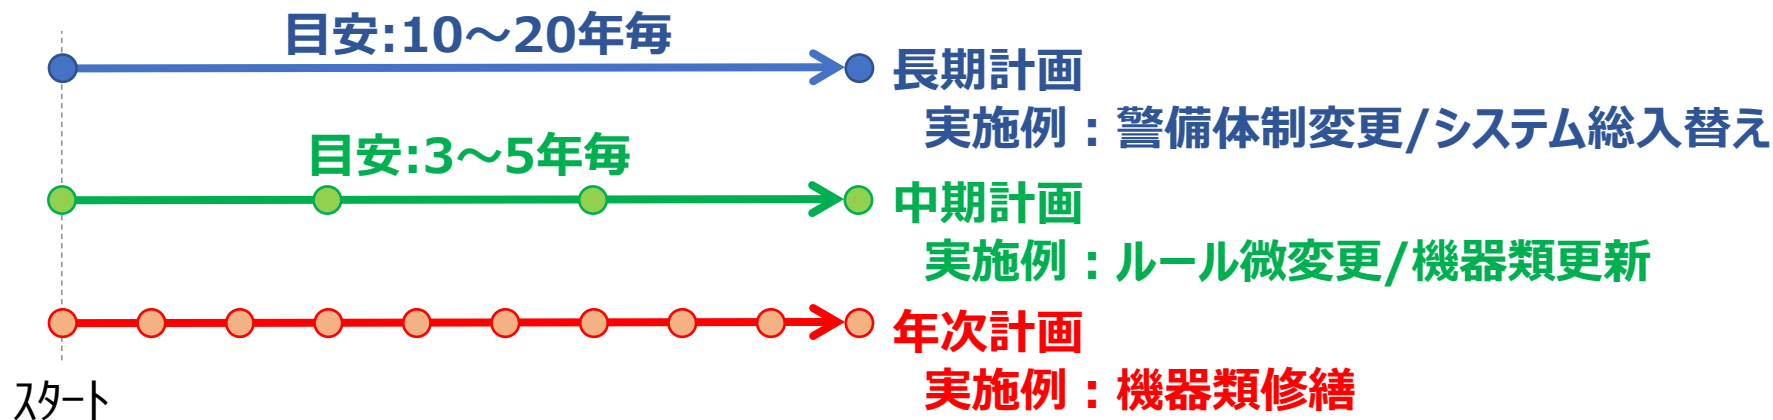 目安:10～20年毎
長期計画
実施例：警備体制変更/システム総入替え
目安:3～5年毎
中期計画
実施例：ルール微変更/機器類更新
年次計画
実施例：機器類修繕
スタート